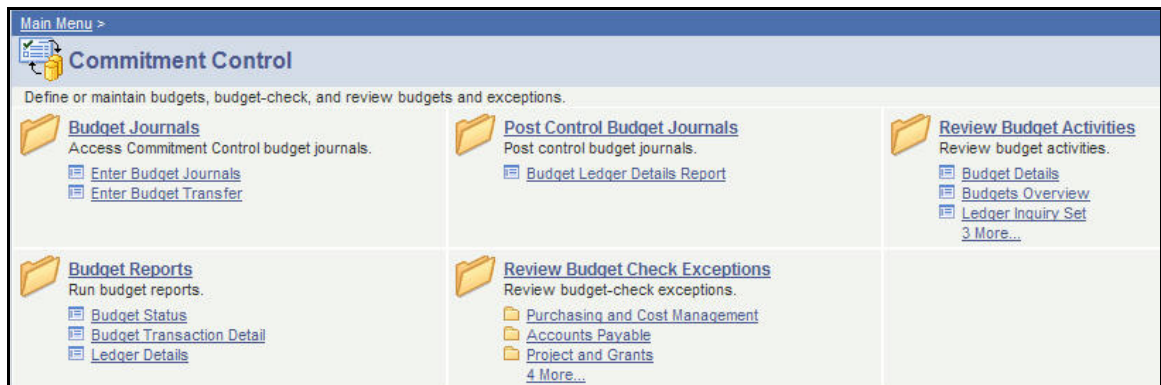 Main Menu >
Commitment Control
Define or maintain budgets, budget-check, and review budgets and exceptions.
Budget Journals
Access Commitment Control budget journals.
Enter Budget Journals
Enter Budget Transfer
Post Control Budget Journals
Post control budget journals.
Budget Ledger Details Report
Review Budget Activities
Review budget activities.
Budget Details
Budgets Overview
Ledger Inquiry Set
3 More...
Budget Reports
Run budget reports.
Budget Status
Budget Transaction Detail
Ledger Details
Review Budget Check Exceptions
Review budget-check exceptions.
Purchasing and Cost Management
Accounts Payable
Project and Grants
4 More...